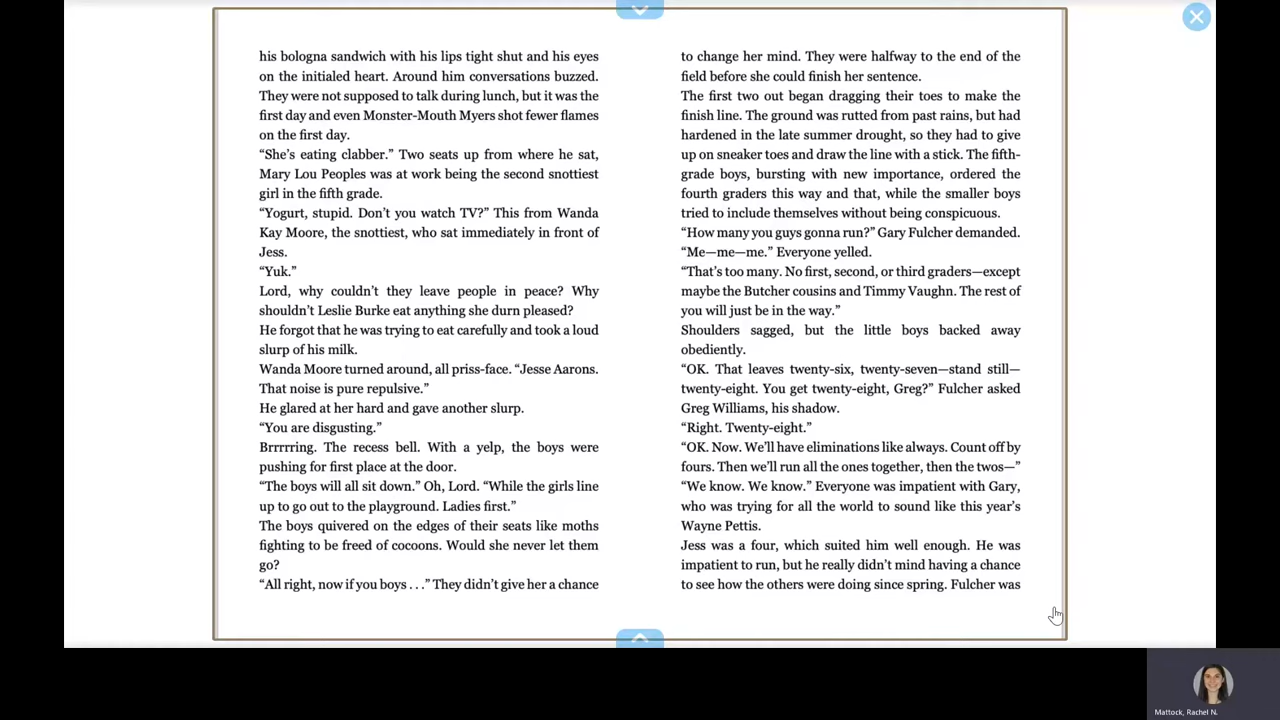 his bologna sandwich with his lips tight shut and his eyes
on the initialed heart. Around him conversations buzzed.
They were not supposed to talk during lunch, but it was the
first day and even Monster-Mouth Myers shot fewer flames
on the first day.
“She’s eating clabber.” Two seats up from where he sat,
Mary Lou Peoples was at work being the second snottiest
girl in the fifth grade.
“Yogurt, stupid. Don’t you watch TV?” This from Wanda
Kay Moore, the snottiest, who sat immediately in front of
Jess.
“Yuk.”
Lord, why couldn’t they leave people in peace? Why
shouldn’t Leslie Burke eat anything she durn pleased?
He forgot that he was trying to eat carefully and took a loud
slurp of his milk.
Wanda Moore turned around, all priss-face. “Jesse Aarons.
That noise is pure repulsive.”
He glared at her hard and gave another slurp.
“You are disgusting.”
Brrrrring. The recess bell. With a yelp, the boys were
pushing for first place at the door.
“The boys will all sit down.” Oh, Lord. “While the girls line
up to go out to the playground. Ladies first.”
The boys quivered on the edges of their seats like moths
fighting to be freed of cocoons. Would she never let them
go?
“All right, now if you boys . . .” They didn’t give her a chance
to change her mind. They were halfway to the end of the
field before she could finish her sentence.
The first two out began dragging their toes to make the
finish line. The ground was rutted from past rains, but had
hardened in the late summer drought, so they had to give
up on sneaker toes and draw the line with a stick. The fifth-
grade boys, bursting with new importance, ordered the
fourth graders this way and that, while the smaller boys
tried to include themselves without being conspicuous.
“How many you guys gonna run?” Gary Fulcher demanded.
“Me—me—me.” Everyone yelled.
“That’s too many. No first, second, or third graders—except
maybe the Butcher cousins and Timmy Vaughn. The rest of
you will just be in the way.”
Shoulders sagged, but the little boys backed away
obediently.
“OK. That leaves twenty-six, twenty-seven—stand still—
twenty-eight. You get twenty-eight, Greg?” Fulcher asked
Greg Williams, his shadow.
“Right. Twenty-eight.”
“OK. Now. We’ll have eliminations like always. Count off by
fours. Then we’ll run all the ones together, then the twos—”
“We know. We know.” Everyone was impatient with Gary,
who was trying for all the world to sound like this year’s
Wayne Pettis.
Jess was a four, which suited him well enough. He was
impatient to run, but he really didn’t mind having a chance
to see how the others were doing since spring. Fulcher was
Mattock, Rachel N.